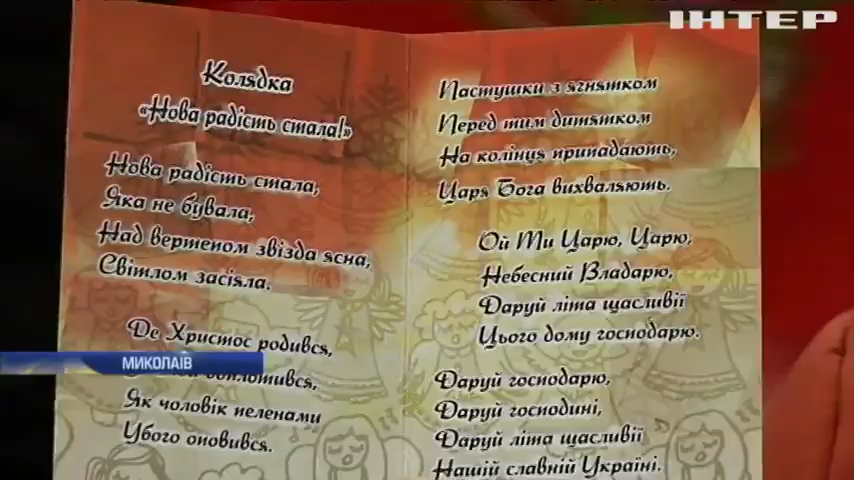 ІНТЕР
Колядка
«Нова радість стала!»
Нова радість стала,
Яка не бувала,
Над вертепом звізда ясна,
Світлом засіяла.
Де Христос родився,
воплотився,
Як чоловік пеленами
Убого оповився.
Пастушки з ягнятком
Перед тим дитятком
На колінця припадають,
Царя Бога вихваляють.
Ой Ти Царю, Царю,
Небесний Владарю,
Даруй літа щасливії
Цього дому господарю.
Даруй господарю,
Даруй господині,
Даруй літа щасливії
Нашій славній Україні.
МИКОЛАЇВ